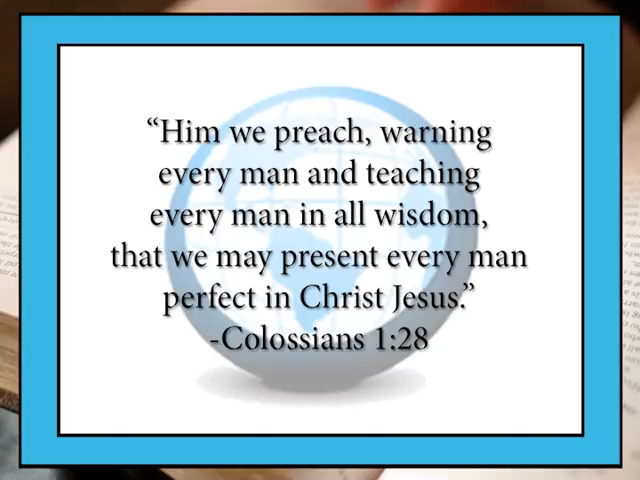 “Him we preach, warning
every man and teaching
every man in all wisdom,
that we may present every man
perfect in Christ Jesus.”
-Colossians 1:28